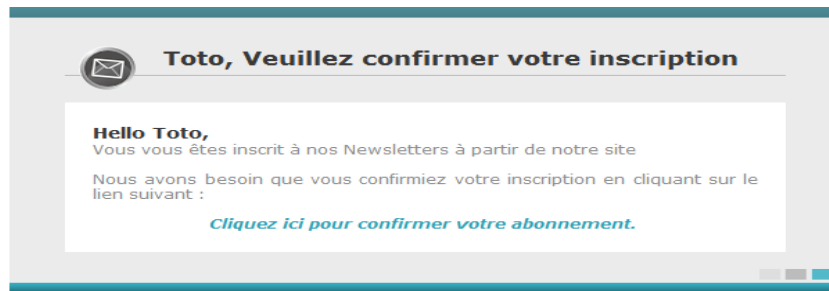 Toto, Veuillez confirmer votre inscription
Hello Toto,
Vous vous êtes inscrit à nos Newsletters à partir de notre site
Nous avons besoin que vous confirmiez votre inscription en cliquant sur le
lien suivant :
Cliquez ici pour confirmer votre abonnement.